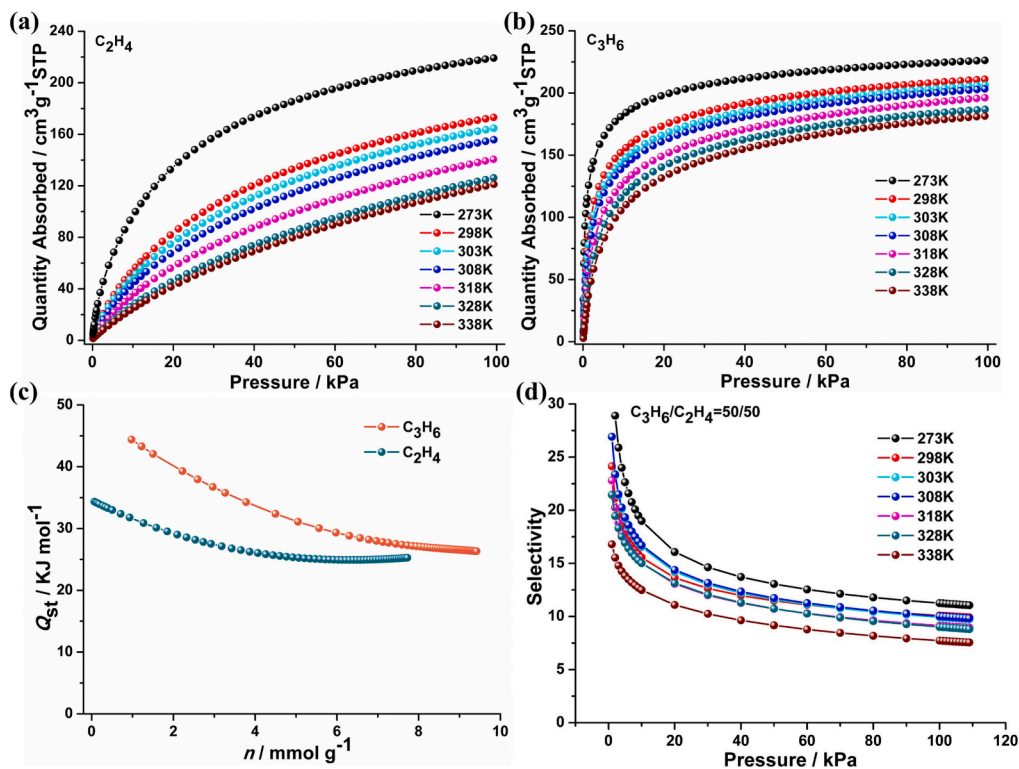 (a)
C₂H₄
Quantity Absorbed / cm³g⁻¹STP
240
200
160
120
80
40
0
273K
298K
303K
308K
318K
328K
338K
0 20 40 60 80 100
Pressure / kPa
(b)
C₃H₆
Quantity Absorbed / cm³g⁻¹STP
250
200
150
100
50
0
273K
298K
303K
308K
318K
328K
338K
0 20 40 60 80 100
Pressure / kPa
(c)
Qst / KJ mol⁻¹
50
40
30
20
10
0
C₃H₆
C₂H₄
0 2 4 6 8 10
n / mmol g⁻¹
(d)
C₃H₆/C₂H₄=50/50
Selectivity
30
25
20
15
10
5
0
273K
298K
303K
308K
318K
328K
338K
0 20 40 60 80 100 120
Pressure / kPa